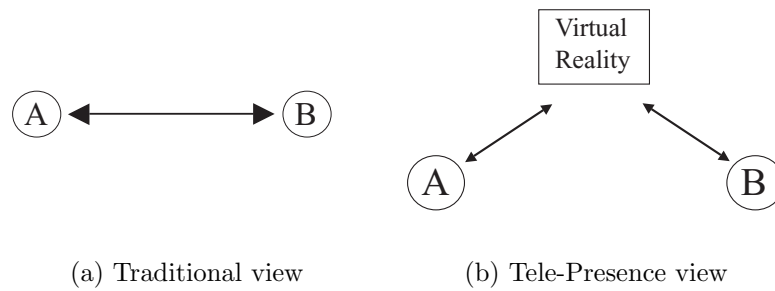 A
B
(a) Traditional view
Virtual
Reality
A
B
(b) Tele-Presence view